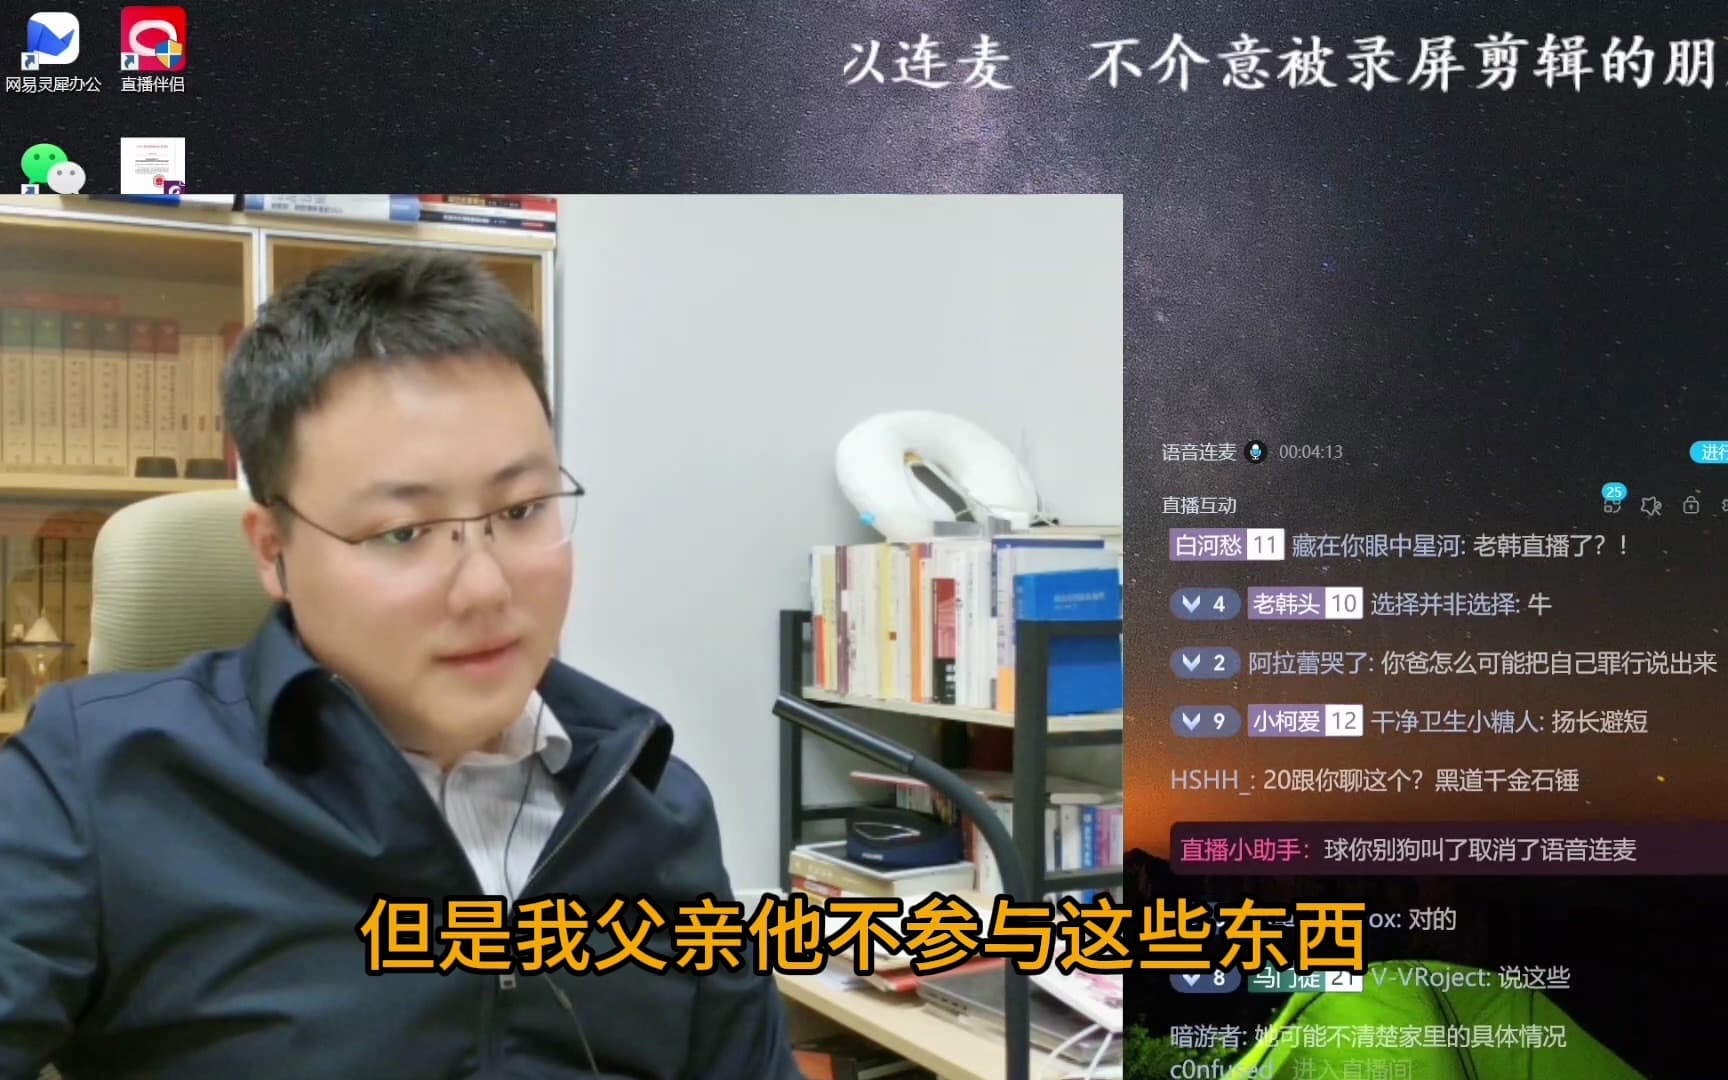 网易灵犀办公
直播伴侣
以连麦　不介意被录屏剪辑的朋
语音连麦 00:04:13
进行
直播互动
25
白河愁 11 藏在你眼中星河: 老韩直播了？！
4 老韩头 10 选择并非选择: 牛
2 阿拉蕾哭了: 你爸怎么可能把自己罪行说出来
9 小柯爱 12 干净卫生小糖人: 扬长避短
HSHH_: 20跟你聊这个？黑道千金石锤
直播小助手: 球你别狗叫了取消了语音连麦
但是我父亲他不参与这些东西
ox: 对的
8 马门徒 21 V-VRoject: 说这些
暗游者: 她可能不清楚家里的具体情况
c0nfused 进入直播间